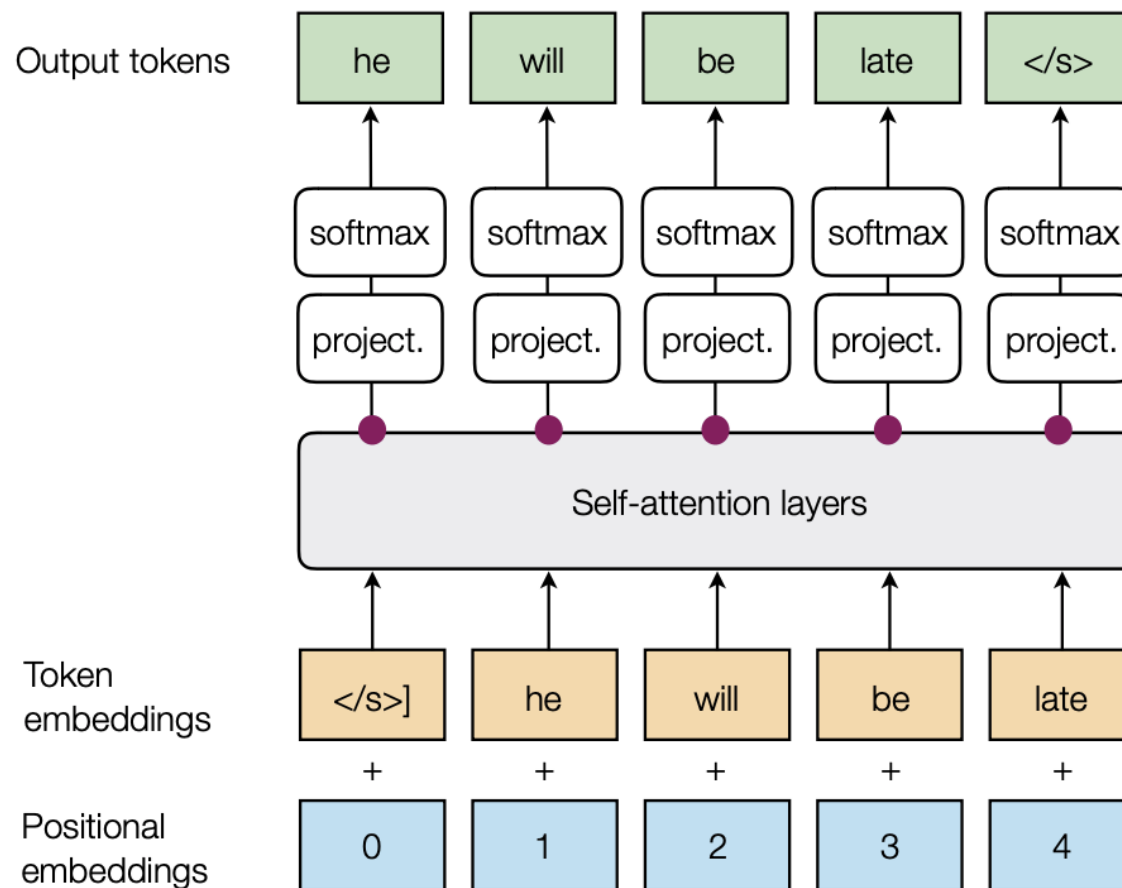 Output tokens he will be late </s>
softmax softmax softmax softmax softmax
project. project. project. project. project.
Self-attention layers
Token
embeddings
</s>] he will be late
+ + + + +
Positional
embeddings
0 1 2 3 4